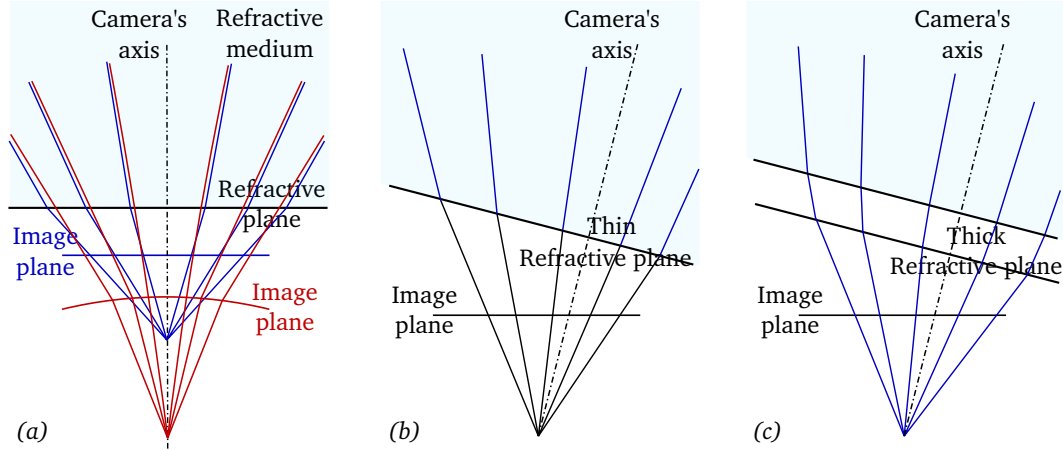 Camera's
axis
Refractive
medium
Refractive
plane
Image
plane
Image
plane
(a)
Camera's
axis
Thin
Refractive plane
Image
plane
(b)
Camera's
axis
Thick
Refractive plane
Image
plane
(c)